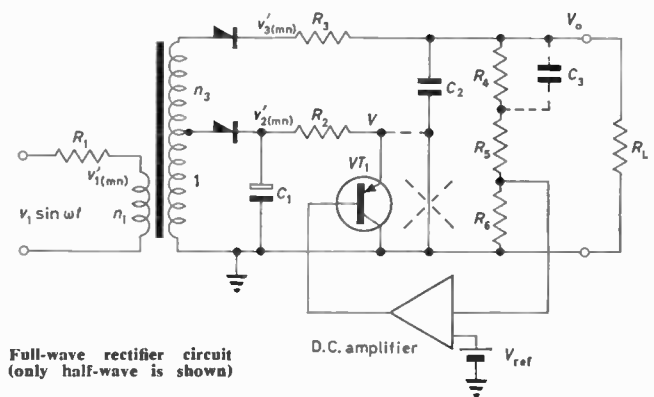 v′3(mn)
R3
Vo
n3
v′2(mn)
R2
V
C2
R4
C3
R1
v′1(mn)
n1
1
C1
VT1
R5
RL
v1 sin ωt
R6
D.C. amplifier
Vref
Full-wave rectifier circuit
(only half-wave is shown)